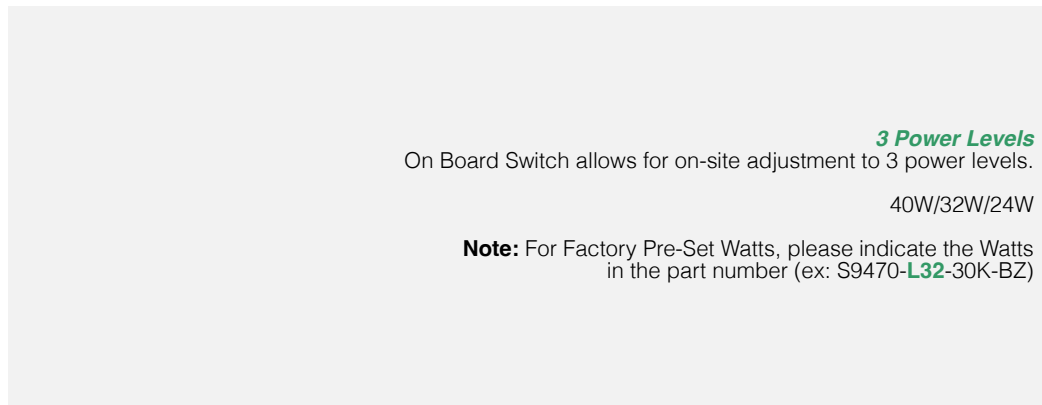 3 Power Levels
On Board Switch allows for on-site adjustment to 3 power levels.
40W/32W/24W
Note: For Factory Pre-Set Watts, please indicate the Watts
in the part number (ex: S9470-L32-30K-BZ)